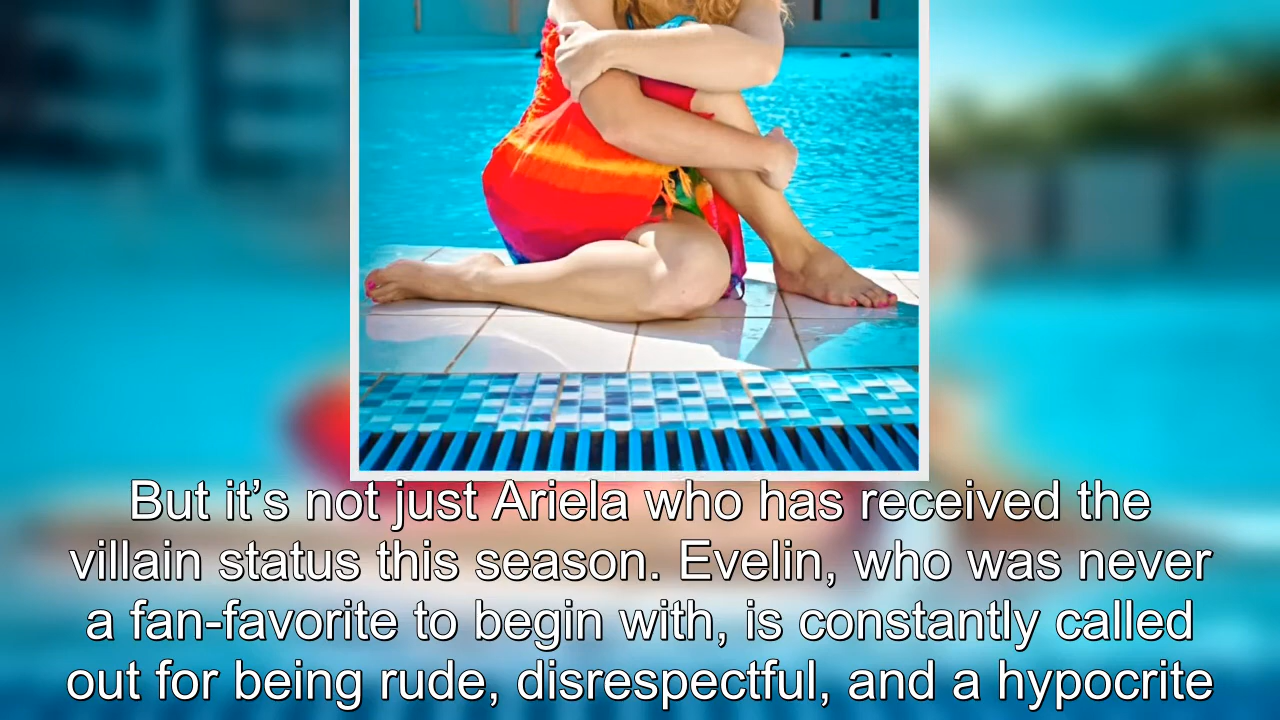 But it’s not just Ariela who has received the
villain status this season. Evelin, who was never
a fan-favorite to begin with, is constantly called
out for being rude, disrespectful, and a hypocrite